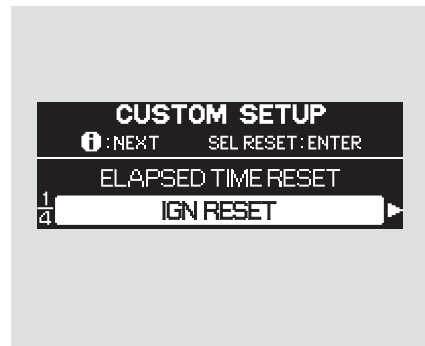 CUSTOM SETUP
i:NEXT SEL RESET:ENTER
ELAPSED TIME RESET
1/4 IGN RESET